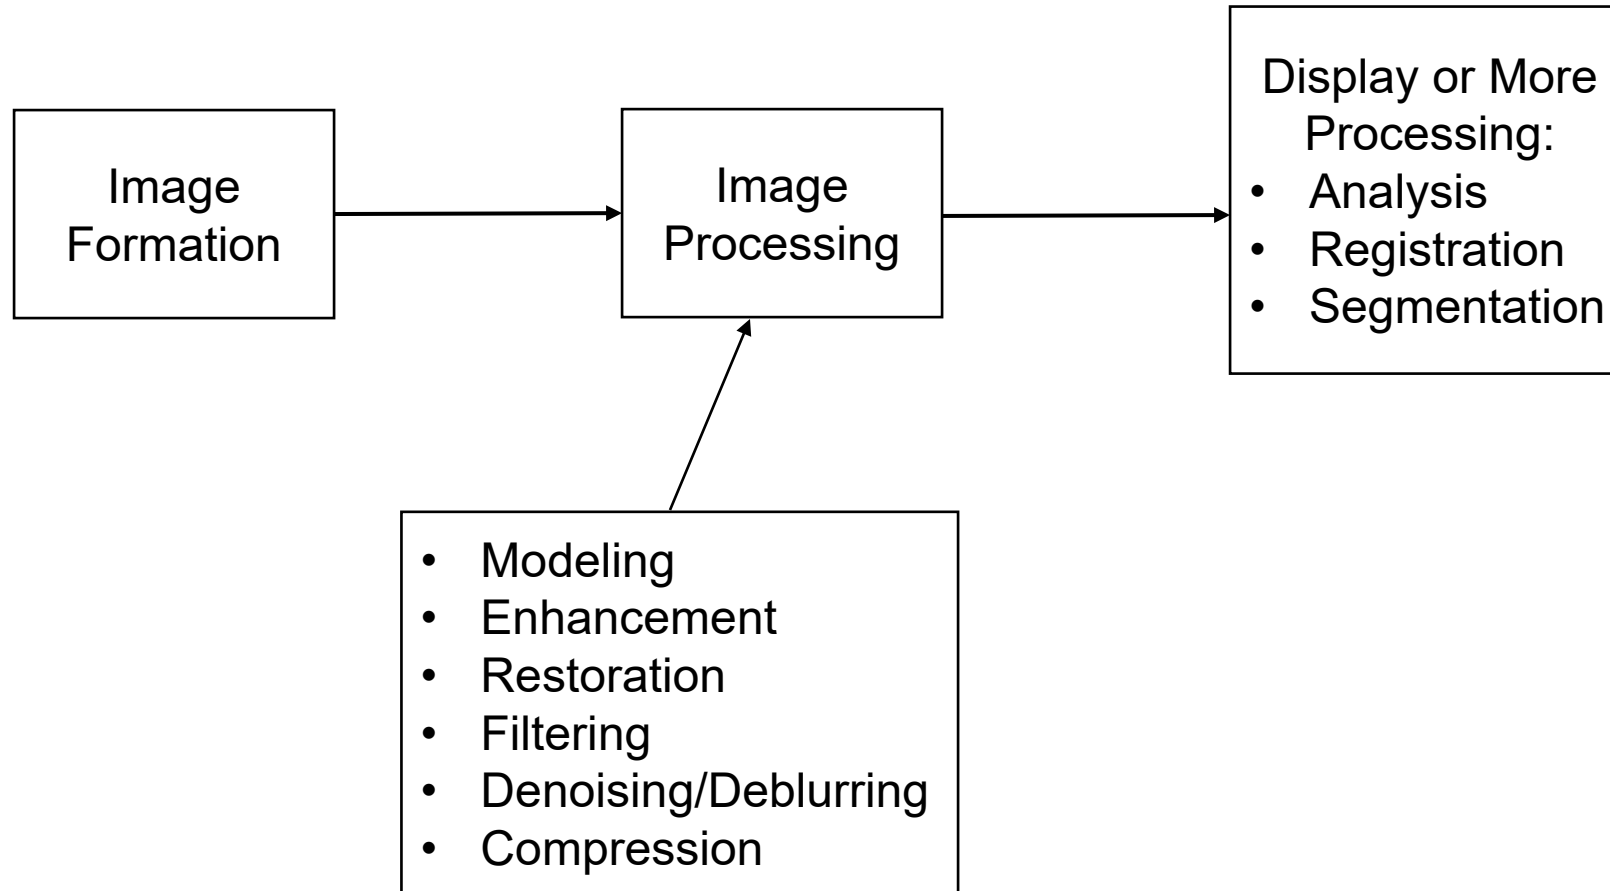 Image
Formation
Image
Processing
Display or More
Processing:
• Analysis
• Registration
• Segmentation
• Modeling
• Enhancement
• Restoration
• Filtering
• Denoising/Deblurring
• Compression